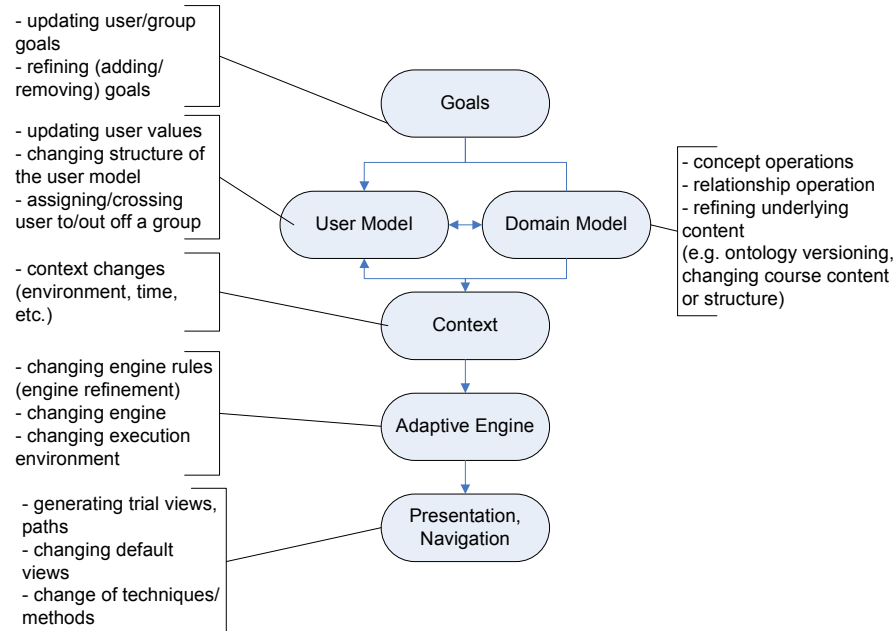 - updating user/group
goals
- refining (adding/
removing) goals
Goals
- updating user values
- changing structure of
the user model
- assigning/crossing
user to/out off a group
User Model
Domain Model
- concept operations
- relationship operation
- refining underlying
content
(e.g. ontology versioning,
changing course content
or structure)
- context changes
(environment, time,
etc.)
Context
- changing engine rules
(engine refinement)
- changing engine
- changing execution
environment
Adaptive Engine
- generating trial views,
paths
- changing default
views
- change of techniques/
methods
Presentation,
Navigation